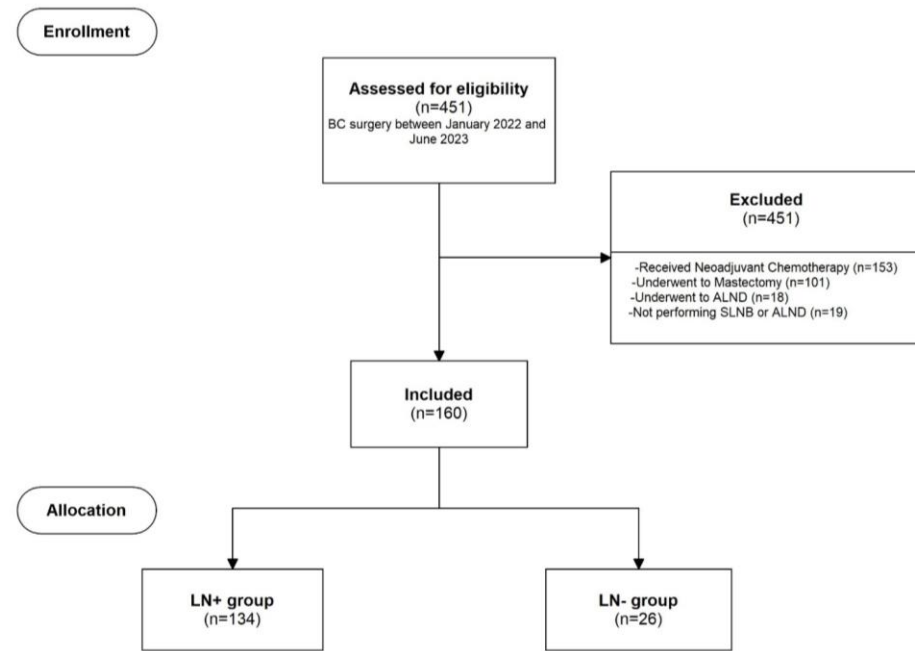 Enrollment
Assessed for eligibility
(n=451)
BC surgery between January 2022 and
June 2023
Excluded
(n=451)
-Received Neoadjuvant Chemotherapy (n=153)
-Underwent to Mastectomy (n=101)
-Underwent to ALND (n=18)
-Not performing SLNB or ALND (n=19)
Included
(n=160)
Allocation
LN+ group
(n=134)
LN- group
(n=26)